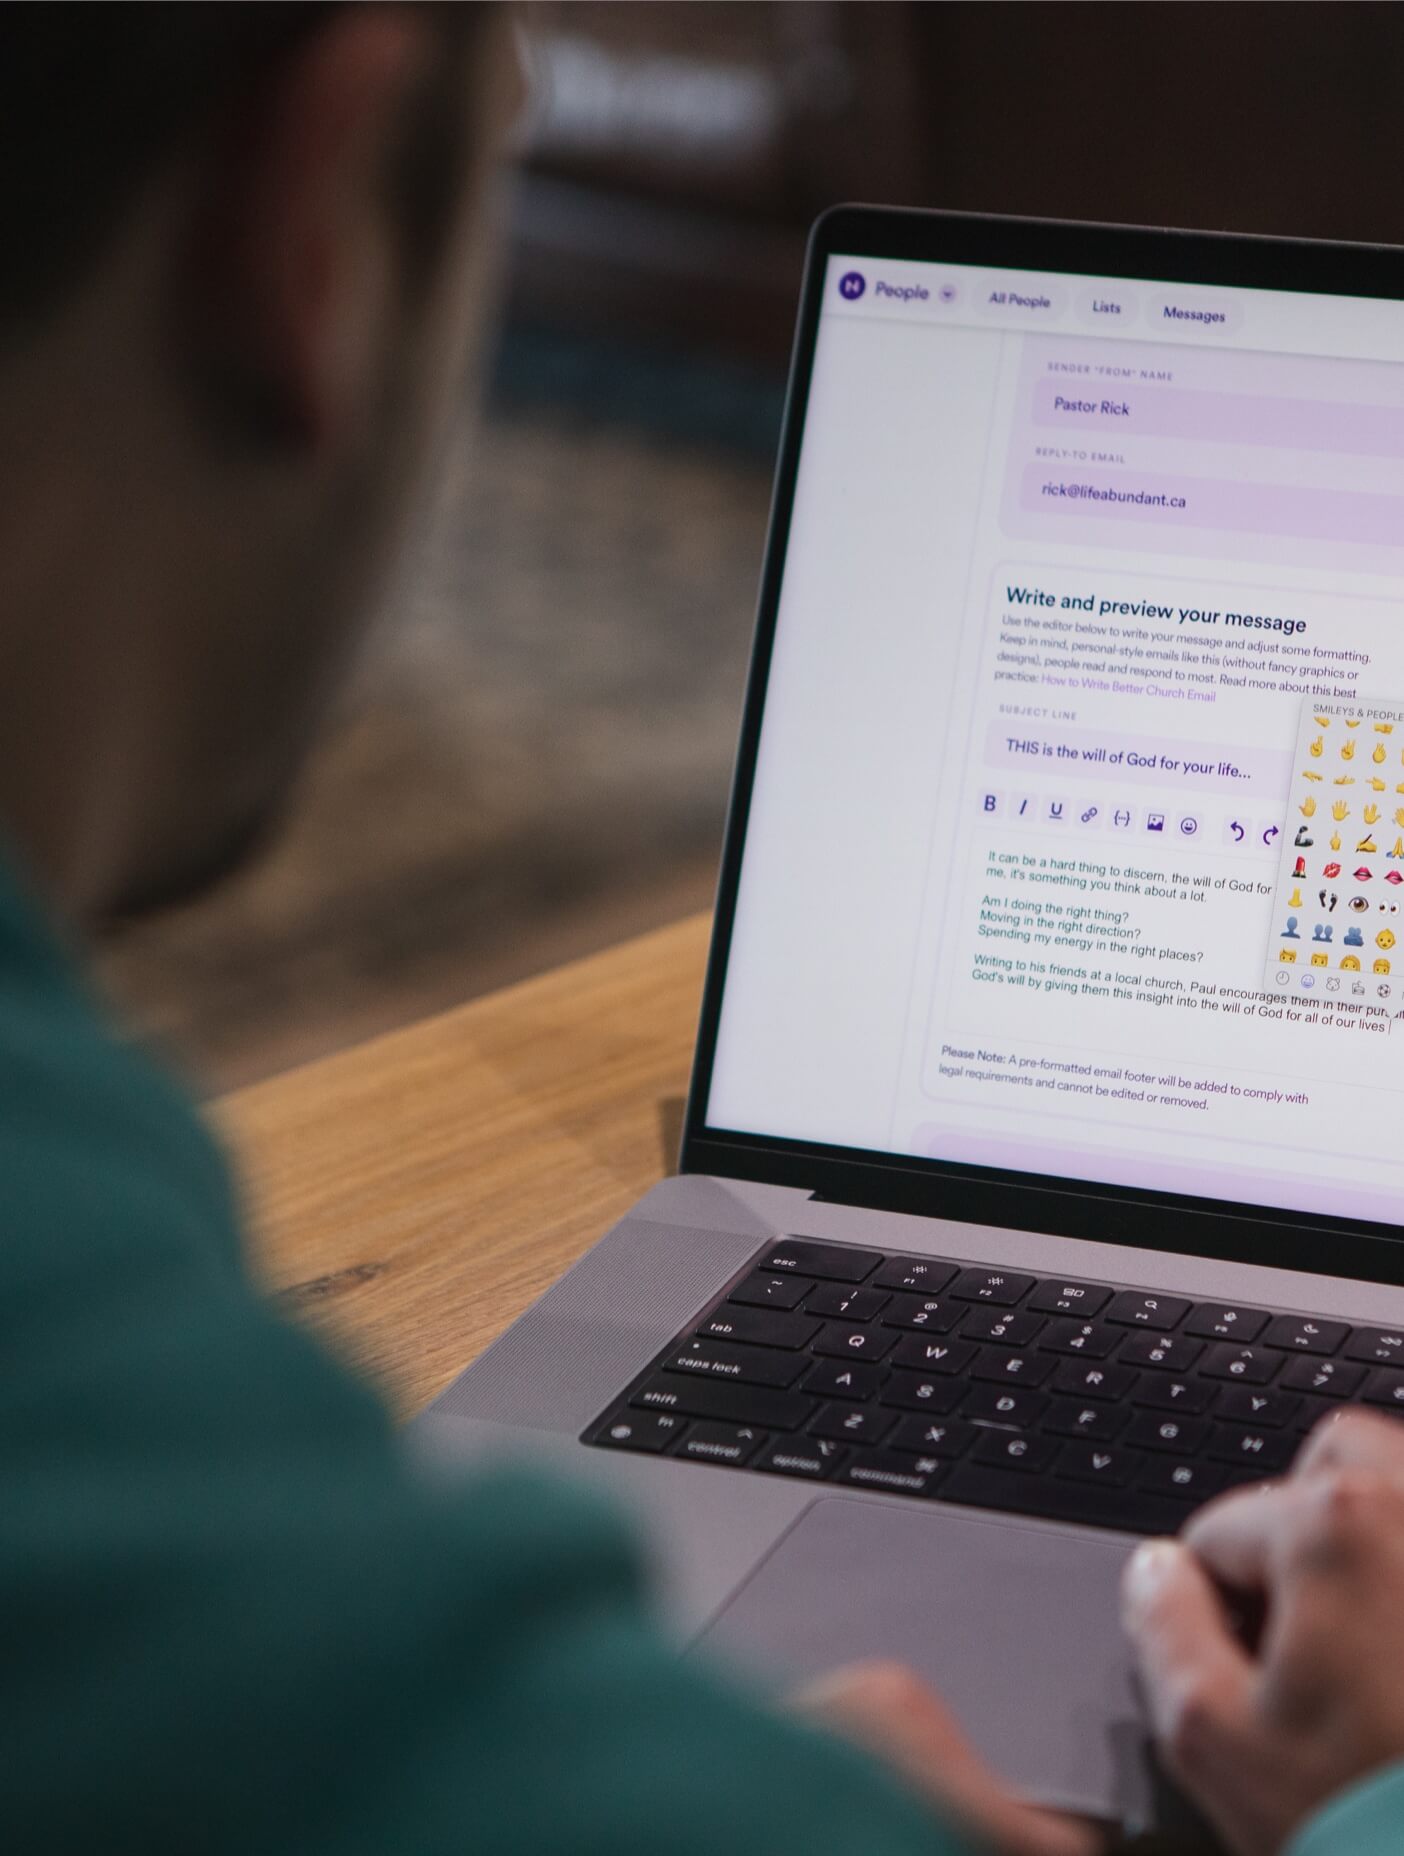 N People All People Lists Messages
SENDER "FROM" NAME
Pastor Rick
REPLY-TO EMAIL
rick@lifeabundant.ca
Write and preview your message
Use the editor below to write your message and adjust some formatting.
Keep in mind, personal-style emails like this (without fancy graphics or
designs), people read and respond to most. Read more about this best
practice: How to Write Better Church Email
SMILEYS & PEOPLE
SUBJECT LINE
THIS is the will of God for your life...
B I U
It can be a hard thing to discern, the will of God for
me, it's something you think about a lot.
Am I doing the right thing?
Moving in the right direction?
Spending my energy in the right places?
Writing to his friends at a local church, Paul encourages them in their
God's will by giving them this insight into the will of God for all of our lives
Please Note: A pre-formatted email footer will be added to comply with
legal requirements and cannot be edited or removed.
esc F1 F2 F3 F4 F5 F6 F7
~ ` ! 1 @ 2 # 3 $ 4 % 5 ^ 6 & 7
tab Q W E R T Y
caps lock A S D F G H
shift Z X C V B
fn control option command